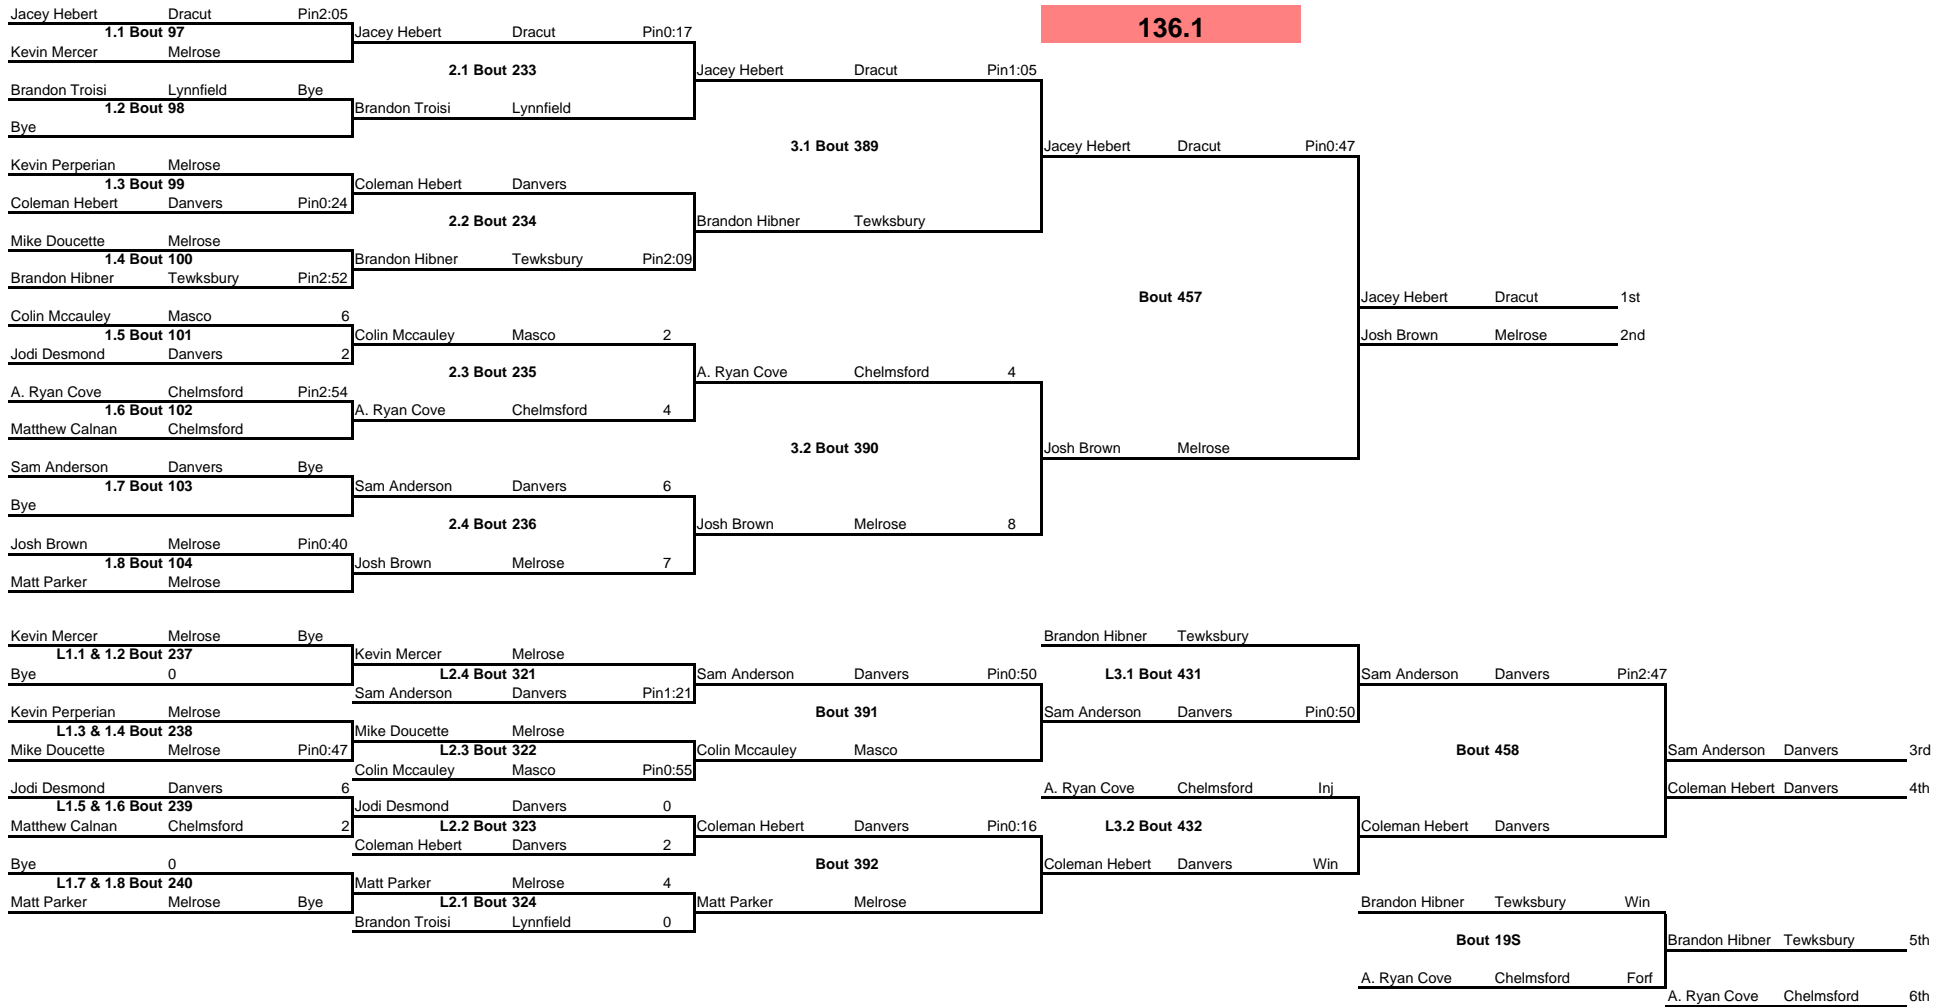 Jacey Hebert Dracut Pin2:05
1.1 Bout 97
Kevin Mercer Melrose
Brandon Troisi Lynnfield Bye
1.2 Bout 98
Bye
Kevin Perperian Melrose
1.3 Bout 99
Coleman Hebert Danvers Pin0:24
Mike Doucette Melrose
1.4 Bout 100
Brandon Hibner Tewksbury Pin2:52
Colin Mccauley Masco 6
1.5 Bout 101
Jodi Desmond Danvers 2
A. Ryan Cove Chelmsford Pin2:54
1.6 Bout 102
Matthew Calnan Chelmsford
Sam Anderson Danvers Bye
1.7 Bout 103
Bye
Josh Brown Melrose Pin0:40
1.8 Bout 104
Matt Parker Melrose
Jacey Hebert Dracut Pin0:17
2.1 Bout 233
Brandon Troisi Lynnfield
Coleman Hebert Danvers
2.2 Bout 234
Brandon Hibner Tewksbury Pin2:09
Colin Mccauley Masco 2
2.3 Bout 235
A. Ryan Cove Chelmsford 4
Sam Anderson Danvers 6
2.4 Bout 236
Josh Brown Melrose 7
Jacey Hebert Dracut Pin1:05
3.1 Bout 389
Brandon Hibner Tewksbury
A. Ryan Cove Chelmsford 4
3.2 Bout 390
Josh Brown Melrose 8
136.1
Jacey Hebert Dracut Pin0:47
Bout 457
Josh Brown Melrose
Jacey Hebert Dracut 1st
Josh Brown Melrose 2nd
Kevin Mercer Melrose Bye
L1.1 & 1.2 Bout 237
Bye 0
Kevin Perperian Melrose
L1.3 & 1.4 Bout 238
Mike Doucette Melrose Pin0:47
Jodi Desmond Danvers 6
L1.5 & 1.6 Bout 239
Matthew Calnan Chelmsford 2
Bye 0
L1.7 & 1.8 Bout 240
Matt Parker Melrose Bye
Kevin Mercer Melrose
L2.4 Bout 321
Sam Anderson Danvers Pin1:21
Mike Doucette Melrose
L2.3 Bout 322
Colin Mccauley Masco Pin0:55
Jodi Desmond Danvers 0
L2.2 Bout 323
Coleman Hebert Danvers 2
Matt Parker Melrose 4
L2.1 Bout 324
Brandon Troisi Lynnfield 0
Sam Anderson Danvers Pin0:50
Bout 391
Colin Mccauley Masco
Coleman Hebert Danvers Pin0:16
Bout 392
Matt Parker Melrose
Brandon Hibner Tewksbury
L3.1 Bout 431
Sam Anderson Danvers Pin0:50
A. Ryan Cove Chelmsford Inj
L3.2 Bout 432
Coleman Hebert Danvers Win
Sam Anderson Danvers Pin2:47
Bout 458
Coleman Hebert Danvers
Brandon Hibner Tewksbury Win
Bout 19S
A. Ryan Cove Chelmsford Forf
Sam Anderson Danvers 3rd
Coleman Hebert Danvers 4th
Brandon Hibner Tewksbury 5th
A. Ryan Cove Chelmsford 6th